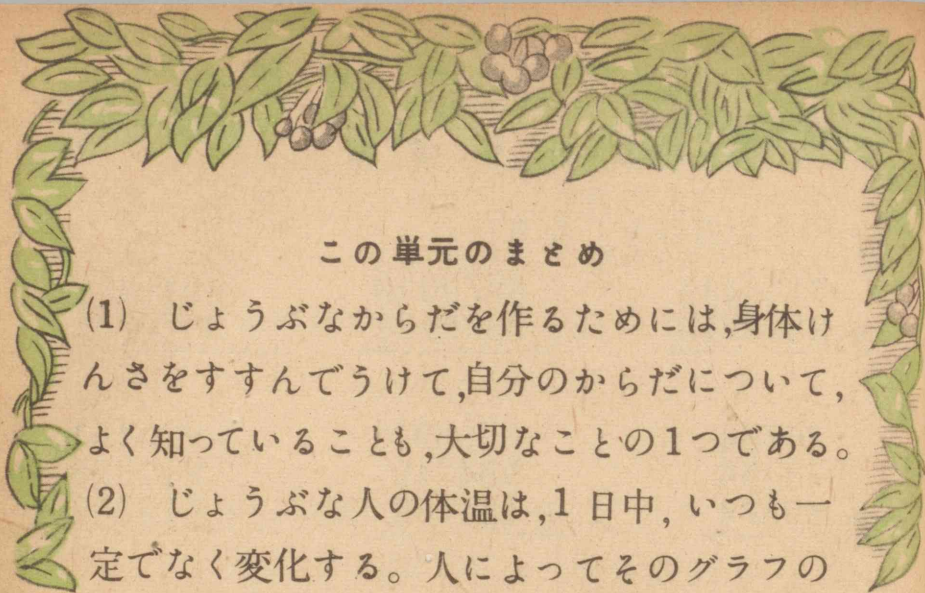 この単元のまとめ
(1) じょうぶなからだを作るためには,身体け
んさをすすんでうけて,自分のからだについて,
よく知っていることも,大切なことの1つである。
(2) じょうぶな人の体温は,1日中,いつも一
定でなく変化する。人によってそのグラフの